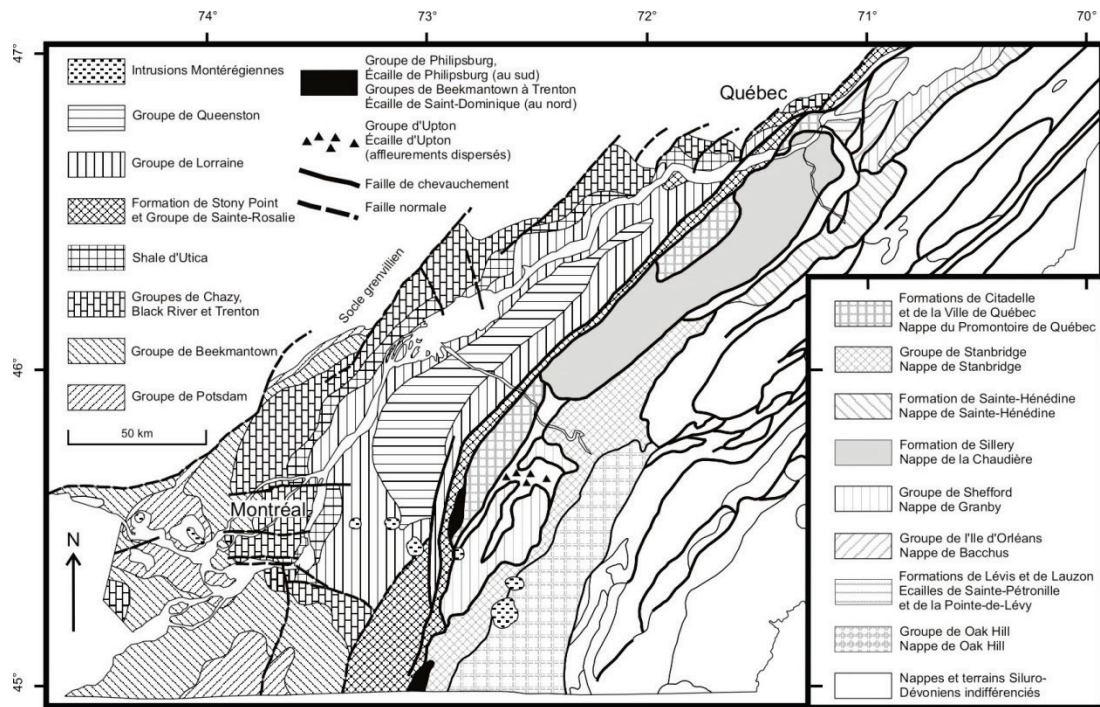 74°
73°
72°
71°
70°
47°
46°
45°
Intrusions Montérégiennes
Groupe de Queenston
Groupe de Lorraine
Formation de Stony Point
et Groupe de Sainte-Rosalie
Shale d'Utica
Groupes de Chazy,
Black River et Trenton
Groupe de Beekmantown
Groupe de Potsdam
50 km
Groupe de Philipsburg,
Écaille de Philipsburg (au sud)
Groupes de Beekmantown à Trenton
Écaille de Saint-Dominique (au nord)
Groupe d'Upton
Écaille d'Upton
(affleurements dispersés)
Faille de chevauchement
Faille normale
Québec
Socle grenvillien
Montréal
N
Formations de Citadelle
et de la Ville de Québec
Nappe du Promontoire de Québec
Groupe de Stanbridge
Nappe de Stanbridge
Formation de Sainte-Hénédine
Nappe de Sainte-Hénédine
Formation de Sillery
Nappe de la Chaudière
Groupe de Shefford
Nappe de Granby
Groupe de l'Ile d'Orléans
Nappe de Bacchus
Formations de Lévis et de Lauzon
Ecailles de Sainte-Pétronille
et de la Pointe-de-Lévy
Groupe de Oak Hill
Nappe de Oak Hill
Nappes et terrains Siluro-
Dévoniens indifférenciés